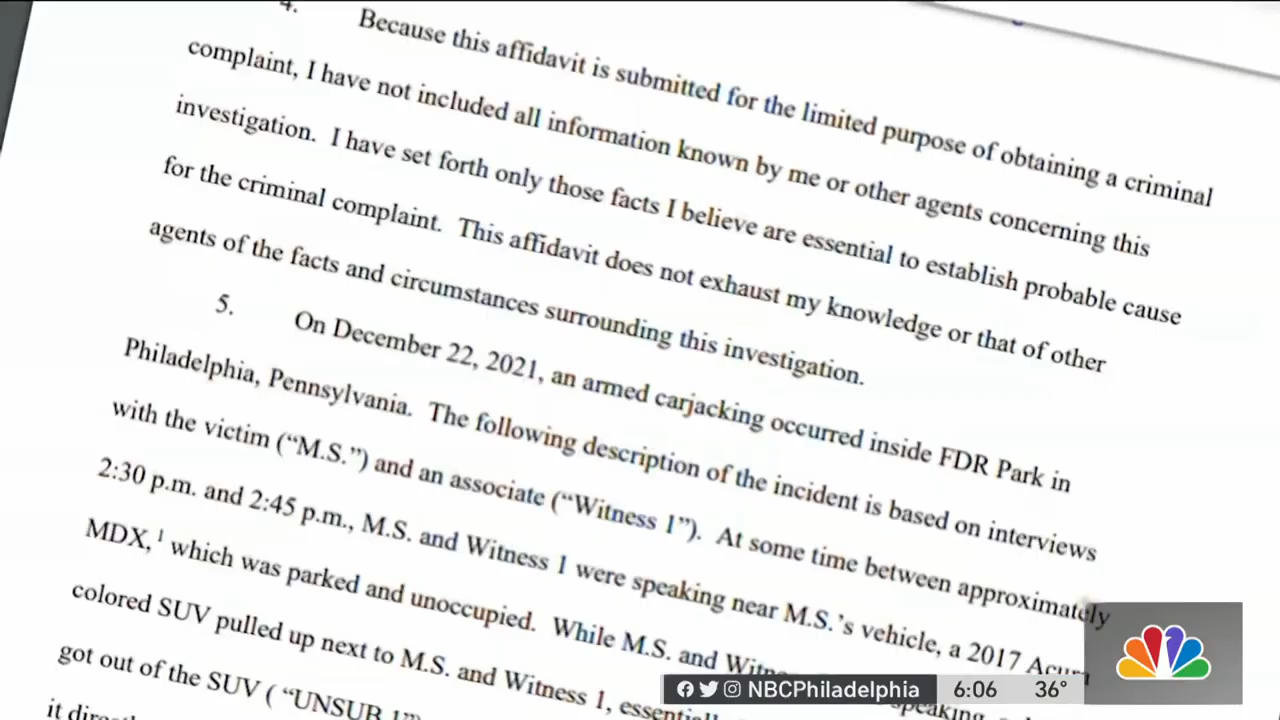 4. Because this affidavit is submitted for the limited purpose of obtaining a criminal
complaint, I have not included all information known by me or other agents concerning this
investigation. I have set forth only those facts I believe are essential to establish probable cause
for the criminal complaint. This affidavit does not exhaust my knowledge or that of other
agents of the facts and circumstances surrounding this investigation.
5. On December 22, 2021, an armed carjacking occurred inside FDR Park in
Philadelphia, Pennsylvania. The following description of the incident is based on interviews
with the victim (“M.S.”) and an associate (“Witness 1”). At some time between approximately
2:30 p.m. and 2:45 p.m., M.S. and Witness 1 were speaking near M.S.’s vehicle, a 2017 Acura
MDX,¹ which was parked and unoccupied. While M.S. and speaking,
colored SUV pulled up next to M.S. and Witness 1,
got out of the SUV ( “UNSUB 1”
it
NBCPhiladelphia 6:06 36°